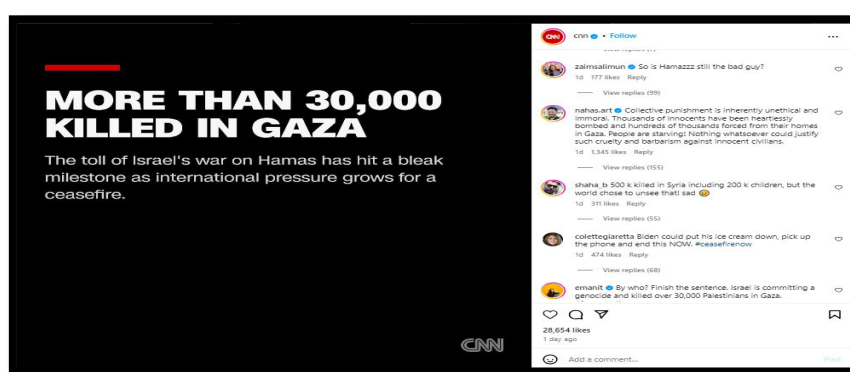 MORE THAN 30,000
KILLED IN GAZA
The toll of Israel's war on Hamas has hit a bleak
milestone as international pressure grows for a
ceasefire.
CNN
CNN
cnn • Follow
View replies (7)
zaimsalimun So is Hamazzz still the bad guy?
1d 177 likes Reply
View replies (99)
nahas.art Collective punishment is inherently unethical and
immoral. Thousands of innocents have been heartlessly
bombed and hundreds of thousands forced from their homes
in Gaza. People are starving! Nothing whatsoever could justify
such cruelty and barbarism against innocent civilians.
1d 1,345 likes Reply
View replies (155)
shaha_b 500 k killed in Syria including 200 k children, but the
world chose to unsee that! sad 😢
1d 311 likes Reply
View replies (55)
colettegiaretta Biden could put his ice cream down, pick up
the phone and end this NOW. #ceasefirenow
1d 474 likes Reply
View replies (68)
emanit By who? Finish the sentence. Israel is committing a
genocide and killed over 30,000 Palestinians in Gaza.
28,654 likes
1 day ago
Add a comment...
Post